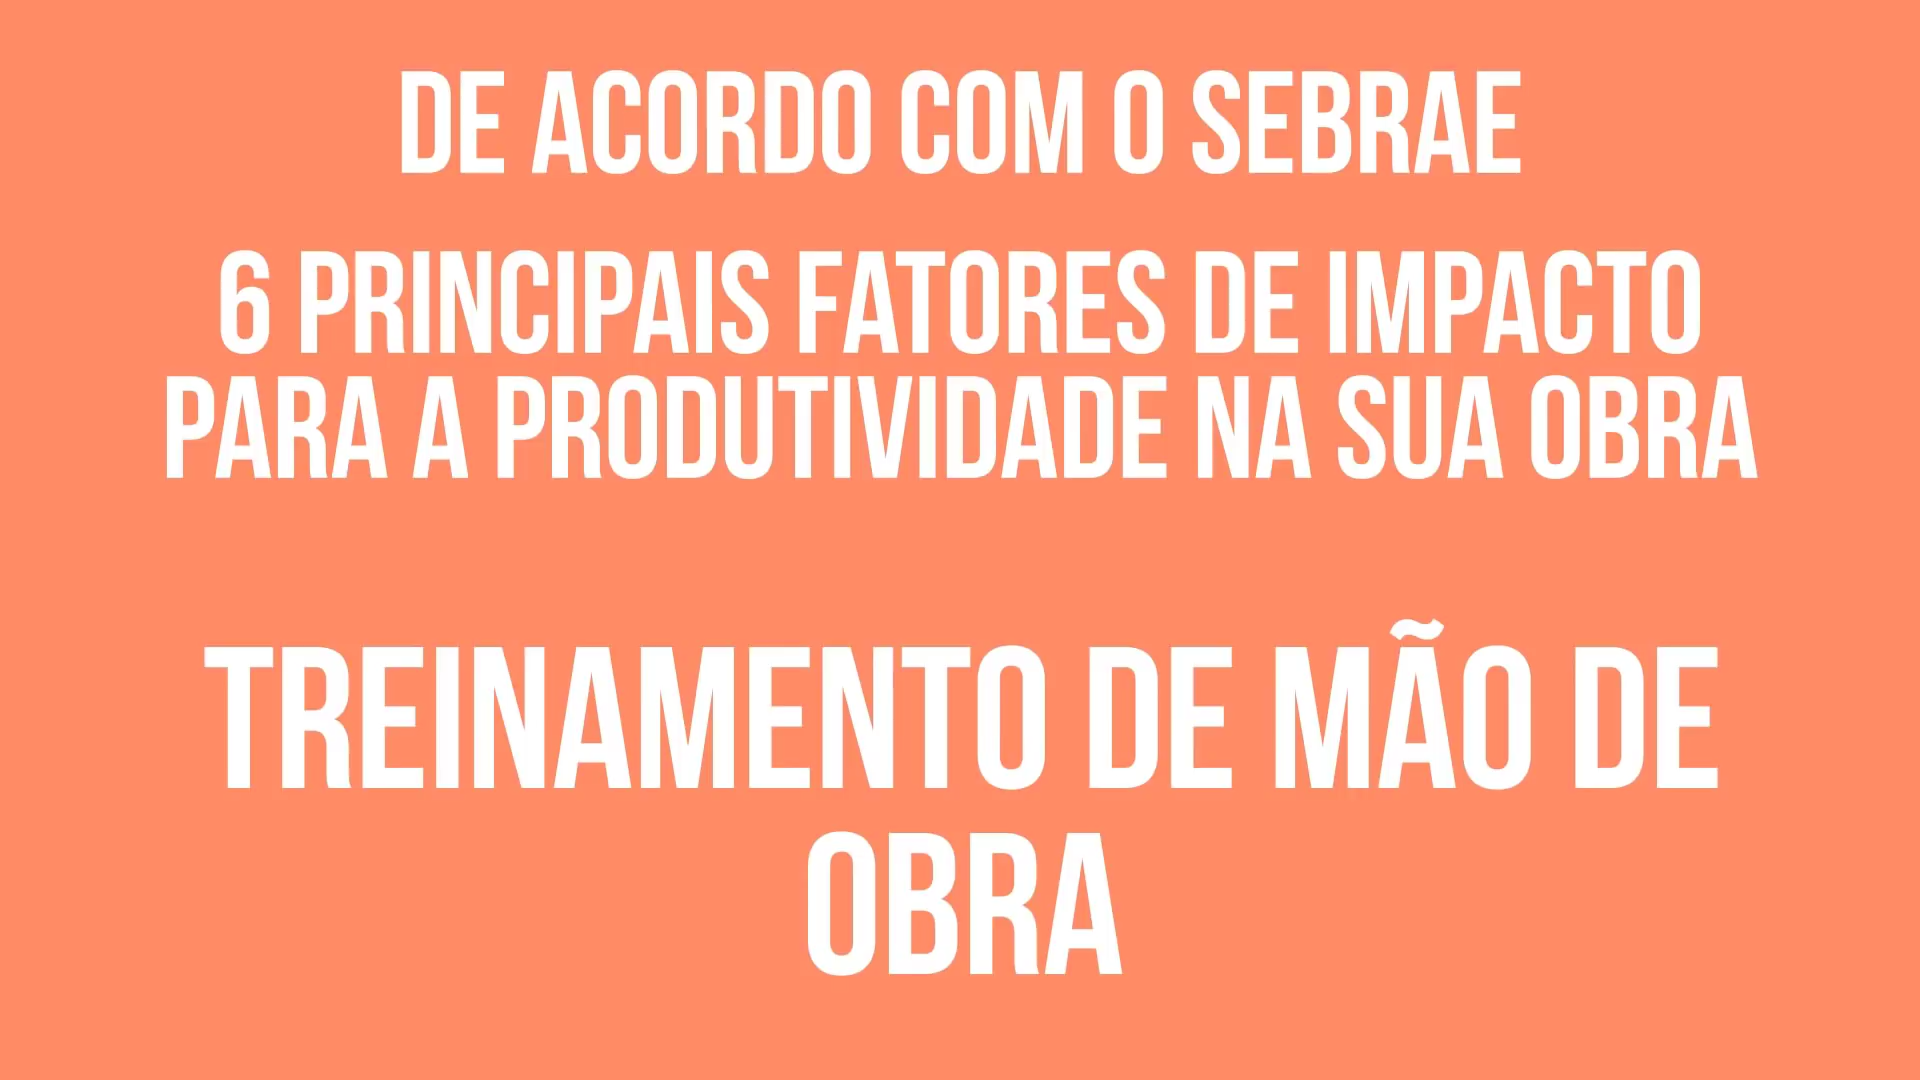 DE ACORDO COM O SEBRAE
6 PRINCIPAIS FATORES DE IMPACTO
PARA A PRODUTIVIDADE NA SUA OBRA
TREINAMENTO DE MÃO DE
OBRA